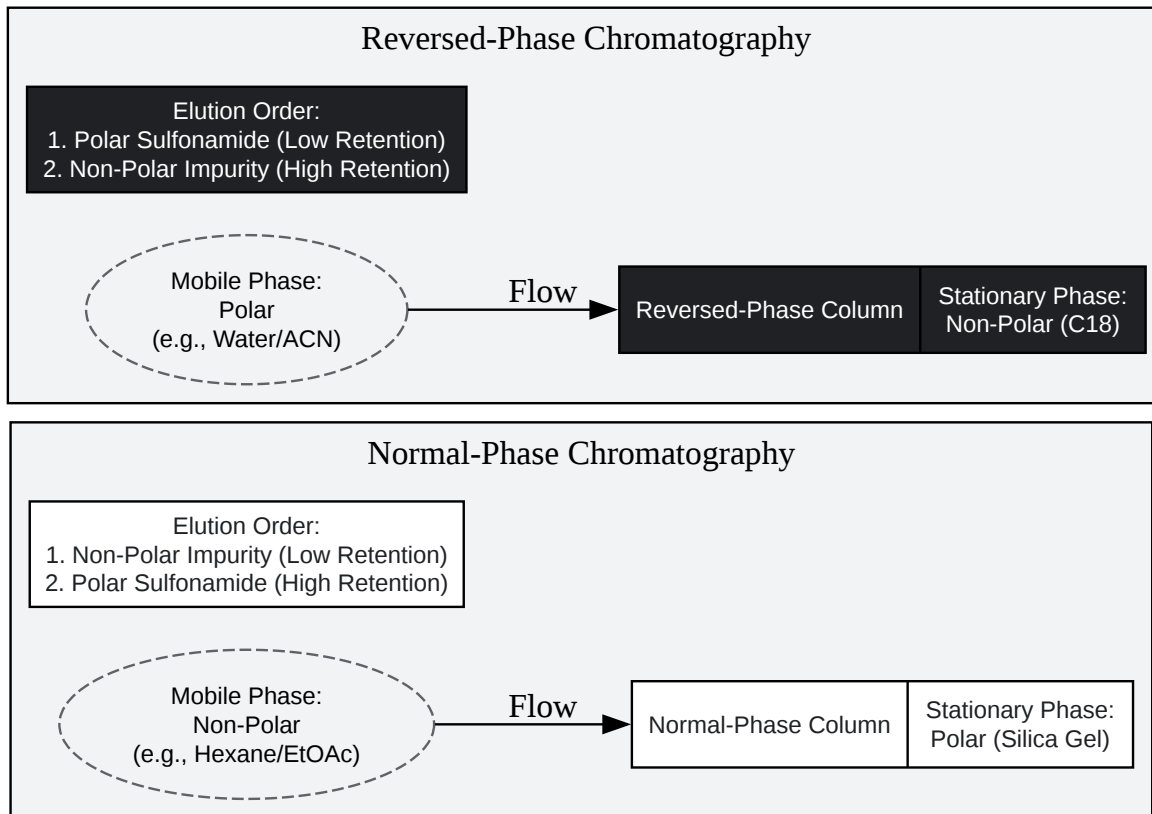 Reversed-Phase Chromatography
Elution Order:
1. Polar Sulfonamide (Low Retention)
2. Non-Polar Impurity (High Retention)
Mobile Phase:
Polar
(e.g., Water/ACN)
Flow
Reversed-Phase Column
Stationary Phase:
Non-Polar (C18)
Normal-Phase Chromatography
Elution Order:
1. Non-Polar Impurity (Low Retention)
2. Polar Sulfonamide (High Retention)
Mobile Phase:
Non-Polar
(e.g., Hexane/EtOAc)
Flow
Normal-Phase Column
Stationary Phase:
Polar (Silica Gel)